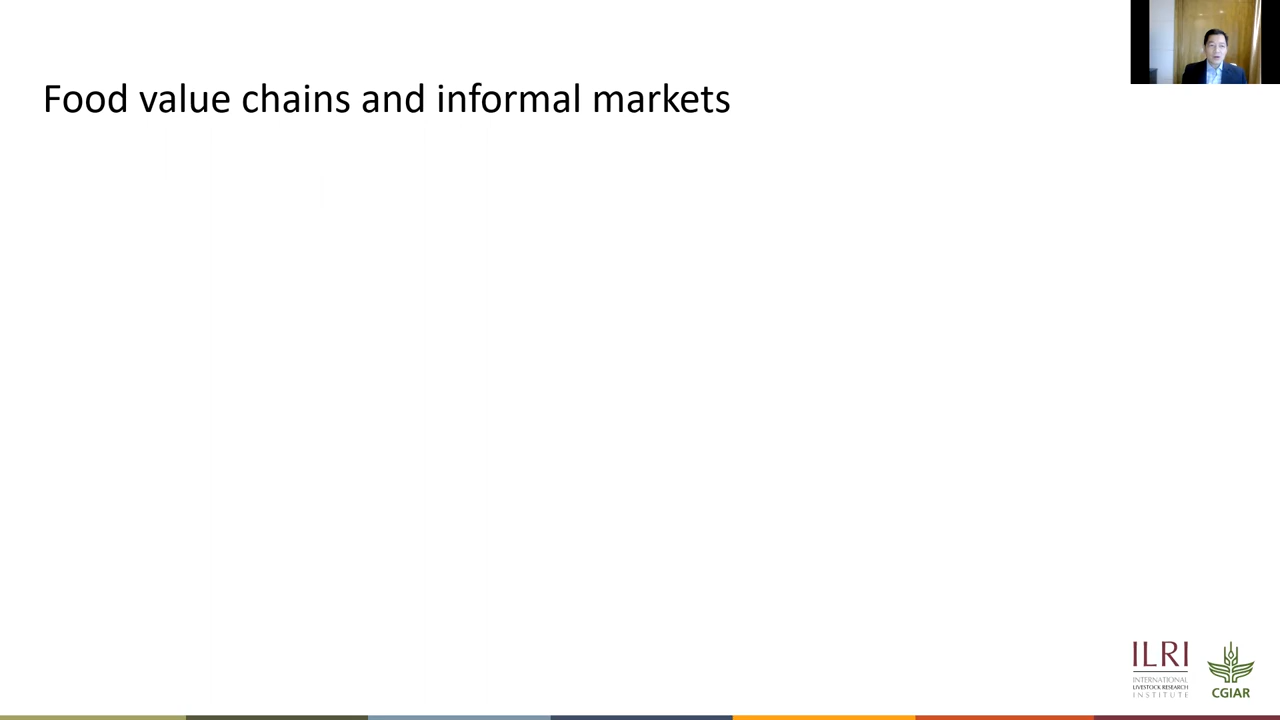 Food value chains and informal markets
ILRI
INTERNATIONAL
LIVESTOCK RESEARCH
INSTITUTE
CGIAR